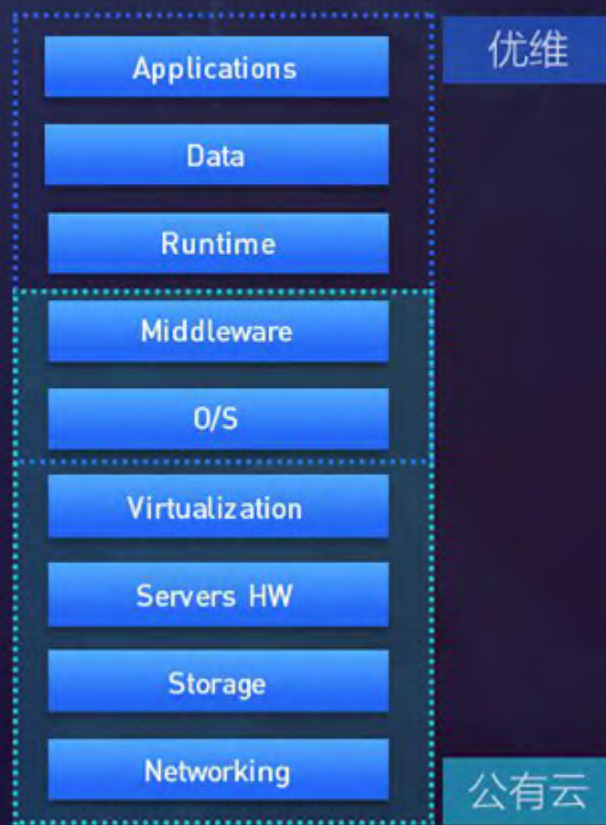 Applications
优维
Data
Runtime
Middleware
O/S
Virtualization
Servers HW
Storage
Networking
公有云